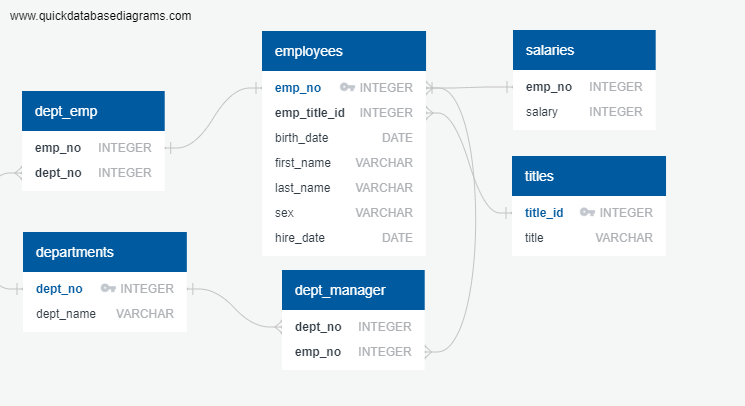 www.quickdatabasediagrams.com
employees
emp_no INTEGER
emp_title_id INTEGER
birth_date DATE
first_name VARCHAR
last_name VARCHAR
sex VARCHAR
hire_date DATE
salaries
emp_no INTEGER
salary INTEGER
dept_emp
emp_no INTEGER
dept_no INTEGER
titles
title_id INTEGER
title VARCHAR
departments
dept_no INTEGER
dept_name VARCHAR
dept_manager
dept_no INTEGER
emp_no INTEGER